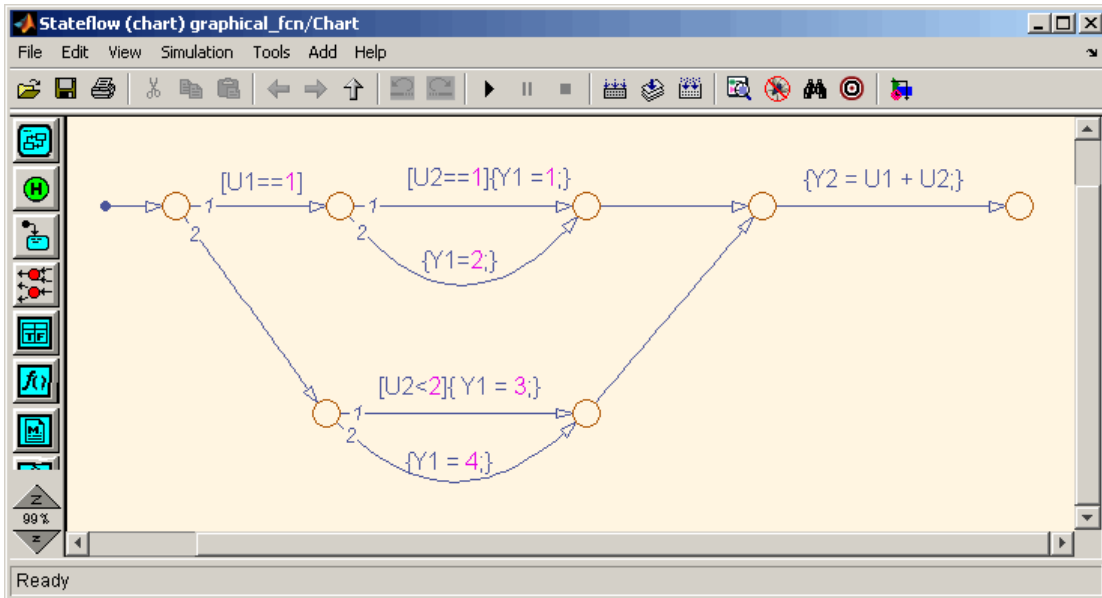 Stateflow (chart) graphical_fcn/Chart
File Edit View Simulation Tools Add Help
[U1==1]
[U2==1]{Y1 =1;}
{Y2 = U1 + U2;}
1
1
2
2
{Y1=2;}
[U2<2]{ Y1 = 3;}
1
2
{Y1 = 4;}
H
TF
f()
M
Z
99%
Z
Ready